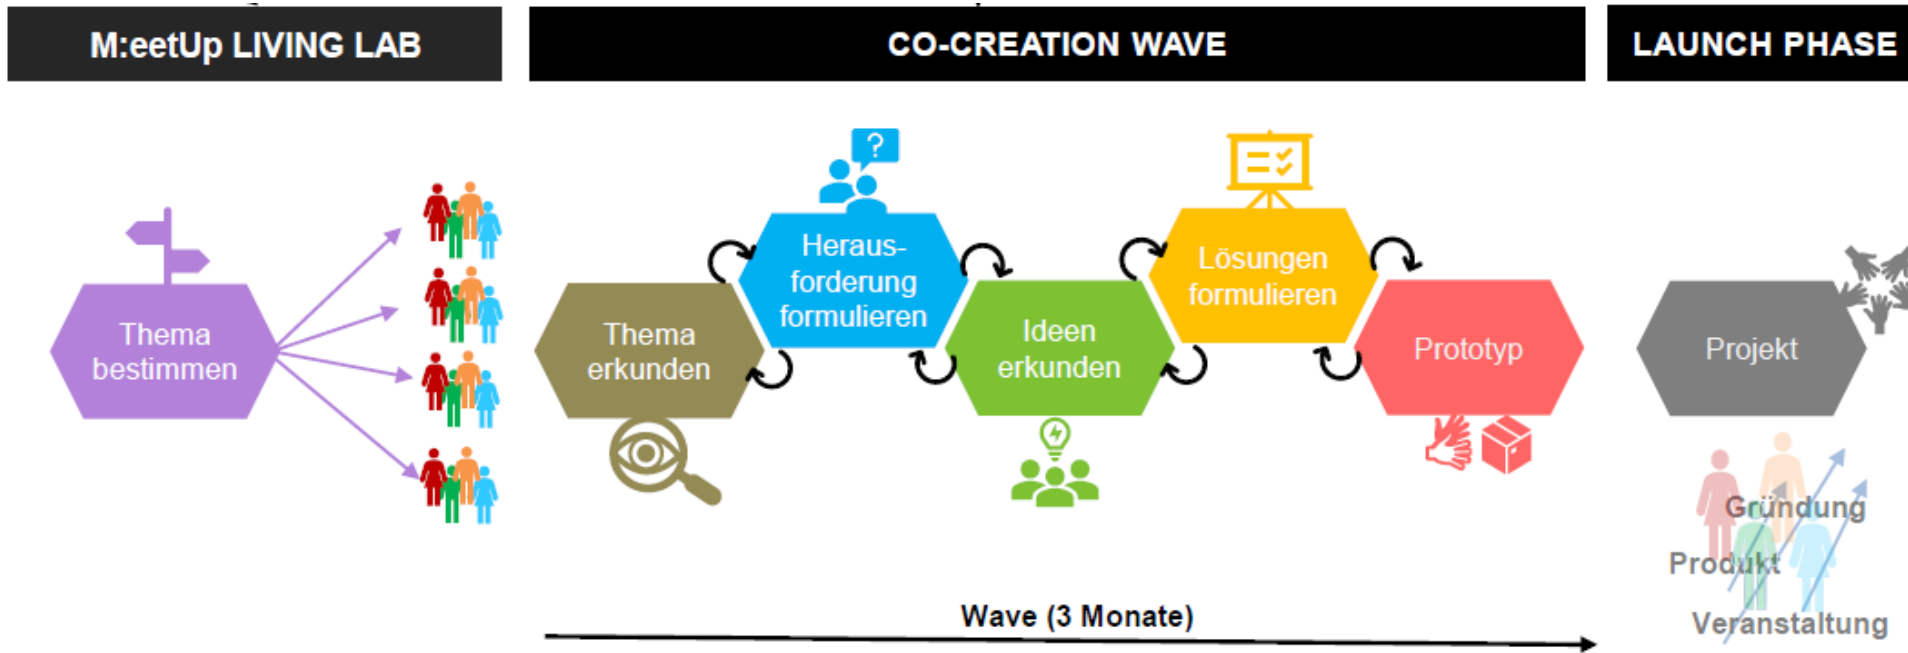 M:eetUp LIVING LAB
CO-CREATION WAVE
LAUNCH PHASE
Thema
bestimmen
Thema
erkunden
?
Heraus-
forderung
formulieren
Ideen
erkunden
Lösungen
formulieren
Prototyp
Projekt
Gründung
Produkt
Veranstaltung
Wave (3 Monate)